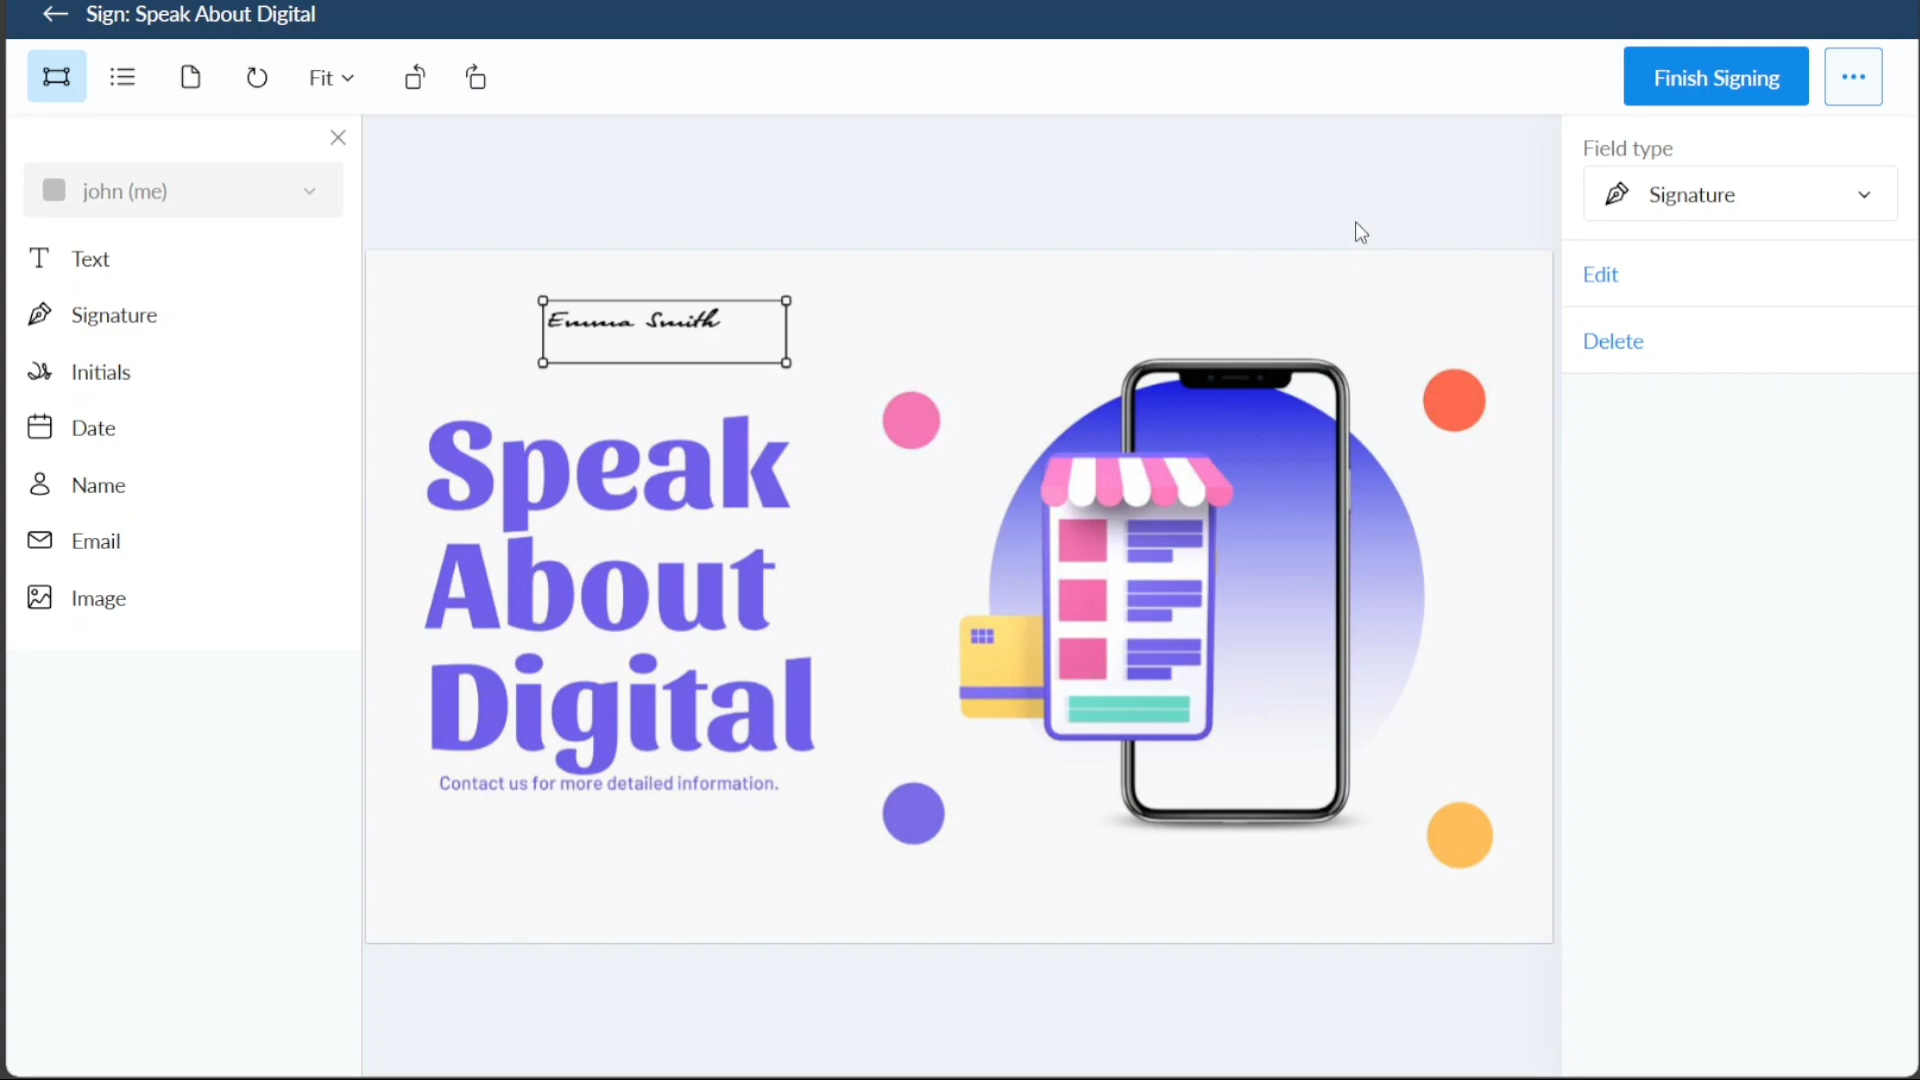 Sign: Speak About Digital
Fit
Finish Signing
john (me)
Text
Signature
Initials
Date
Name
Email
Image
Emma Smith
Speak
About
Digital
Contact us for more detailed information.
Field type
Signature
Edit
Delete